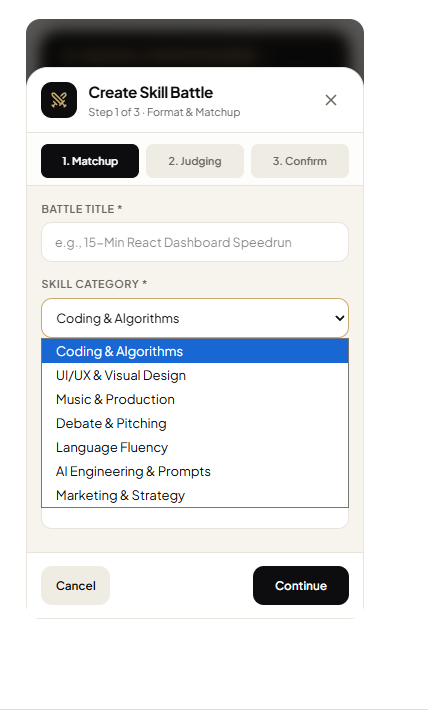 Create Skill Battle
Step 1 of 3 · Format & Matchup
1. Matchup
2. Judging
3. Confirm
BATTLE TITLE *
e.g., 15–Min React Dashboard Speedrun
SKILL CATEGORY *
Coding & Algorithms
Coding & Algorithms
UI/UX & Visual Design
Music & Production
Debate & Pitching
Language Fluency
AI Engineering & Prompts
Marketing & Strategy
Cancel
Continue